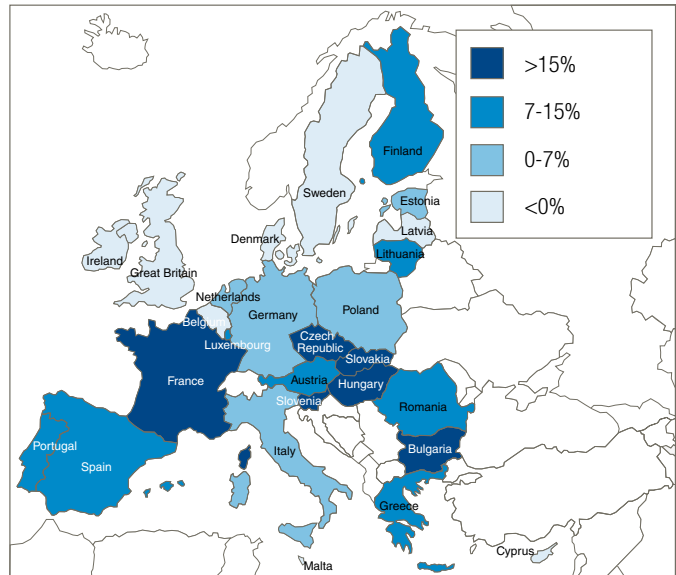 >15%
7-15%
0-7%
<0%
Finland
Sweden
Estonia
Latvia
Lithuania
Denmark
Ireland
Great Britain
Netherlands
Germany
Poland
Belgium
Luxembourg
Czech
Republic
Slovakia
France
Austria
Hungary
Slovenia
Romania
Portugal
Spain
Italy
Bulgaria
Greece
Cyprus
Malta